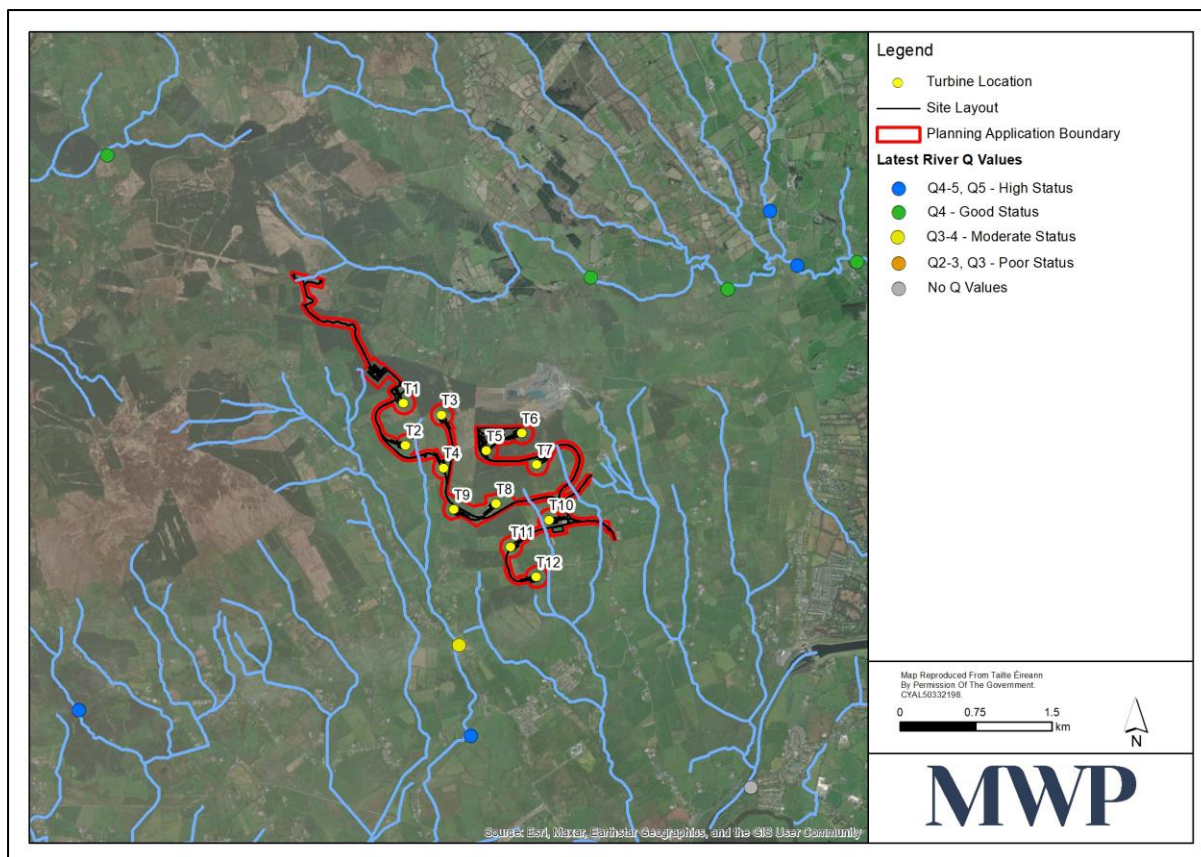 Legend
Turbine Location
Site Layout
Planning Application Boundary
Latest River Q Values
Q4-5, Q5 - High Status
Q4 - Good Status
Q3-4 - Moderate Status
Q2-3, Q3 - Poor Status
No Q Values
T1
T3
T6
T2
T5
T7
T4
T9
T8
T10
T11
T12
Map Reproduced From Tailte Éireann
By Permission Of The Government.
CYAL50332198.
0 0.75 1.5
km
N
MWP
Source: Esri, Maxar, Earthstar Geographics, and the GIS User Community